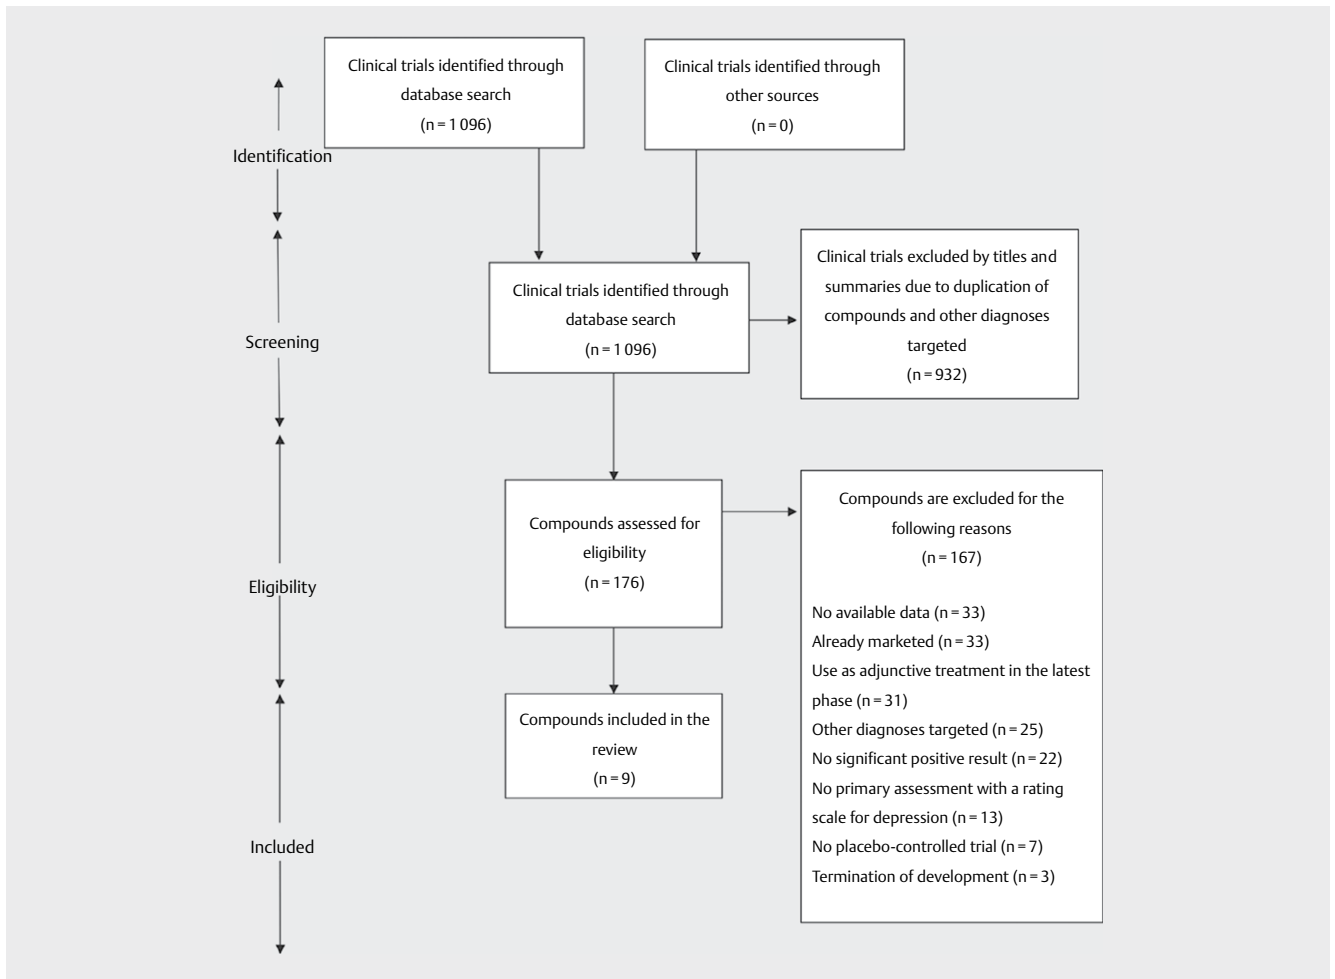 Clinical trials identified through
database search
(n = 1 096)
Clinical trials identified through
other sources
(n = 0)
Identification
Clinical trials excluded by titles and
summaries due to duplication of
compounds and other diagnoses
targeted
(n = 932)
Clinical trials identified through
database search
(n = 1 096)
Screening
Compounds assessed for
eligibility
(n = 176)
Compounds are excluded for the
following reasons
(n = 167)
No available data (n = 33)
Already marketed (n = 33)
Use as adjunctive treatment in the latest
phase (n = 31)
Other diagnoses targeted (n = 25)
No significant positive result (n = 22)
No primary assessment with a rating
scale for depression (n = 13)
No placebo-controlled trial (n = 7)
Termination of development (n = 3)
Eligibility
Compounds included in the
review
(n = 9)
Included